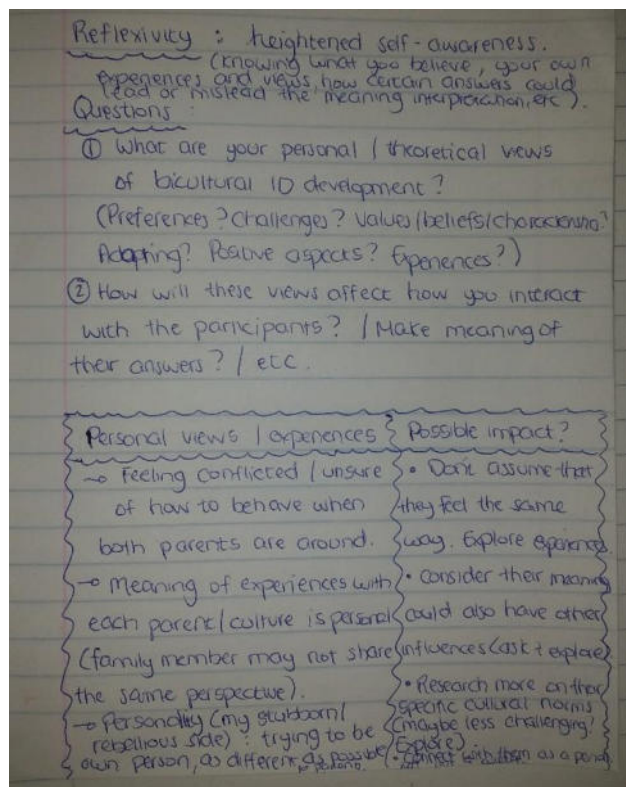 Reflexivity : heightened self-awareness.
(knowing what you believe, your own
experiences and views, how certain answers could
lead or mislead the meaning interpretation, etc).
Questions :
① What are your personal / theoretical views
of bicultural ID development?
(Preferences? Challenges? Values/beliefs/
Adapting? Positive aspects? Experiences?)
② How will these views affect how you interact
with the participants? / Make meaning of
their answers? / etc.
Personal views / experiences
→ Feeling conflicted / unsure
of how to behave when
both parents are around.
→ Meaning of experiences with
each parent / culture is personal
(family member may not share
the same perspective).
→ Personality (my stubborn/
rebellious side) : trying to be
own person, as different as possible
Possible impact?
• Don't assume that
they feel the same
way. Explore experience.
• Consider their meaning
could also have other
influences (ask + explore)
• Research more on their
specific cultural norms
(maybe less challenging?
Explore)
• Connect with them as a person